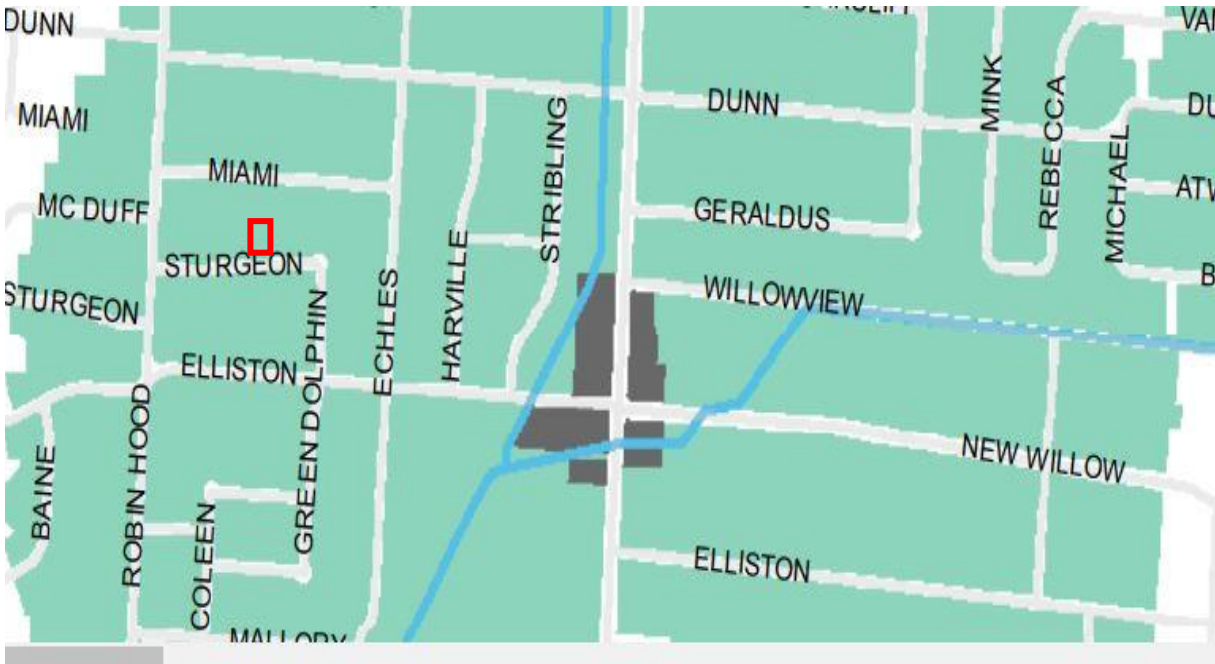 DUNN
MIAMI
MC DUFF
STURGEON
MIAMI
STURGEON
ELLISTON
BAINE
ROBIN HOOD
COLEEN
GREEN DOLPHIN
ECHLES
HARVILLE
STRIBLING
MALLORY
DUNN
GERALDUS
WILLOWVIEW
NEW WILLOW
ELLISTON
MINK
REBECCA
MICHAEL